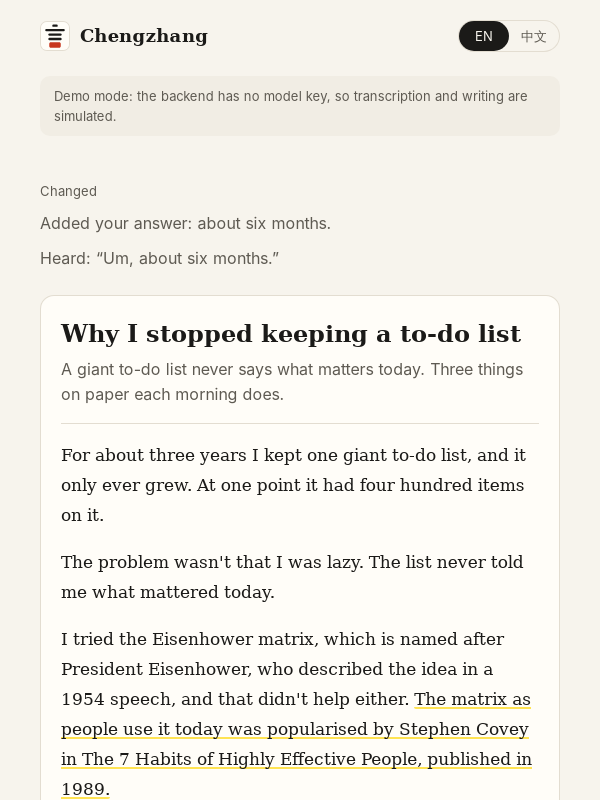 Chengzhang
EN
中文
Demo mode: the backend has no model key, so transcription and writing are
simulated.
Changed
Added your answer: about six months.
Heard: “Um, about six months.”
Why I stopped keeping a to-do list
A giant to-do list never says what matters today. Three things
on paper each morning does.
For about three years I kept one giant to-do list, and it
only ever grew. At one point it had four hundred items
on it.
The problem wasn't that I was lazy. The list never told
me what mattered today.
I tried the Eisenhower matrix, which is named after
President Eisenhower, who described the idea in a
1954 speech, and that didn't help either. The matrix as
people use it today was popularised by Stephen Covey
in The 7 Habits of Highly Effective People, published in
1989.